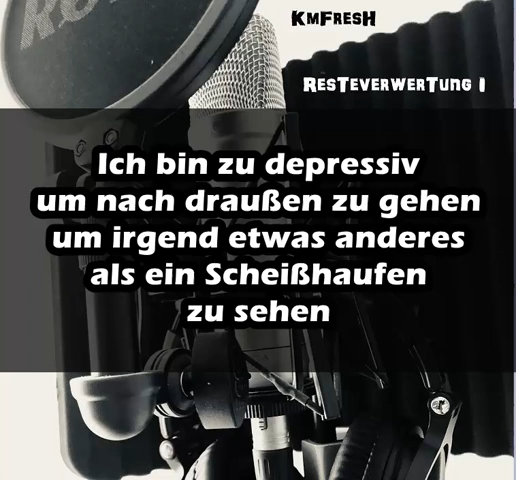 KmFresH
ResTeverwerTung I
Ich bin zu depressiv
um nach draußen zu gehen
um irgend etwas anderes
als ein Scheißhaufen
zu sehen